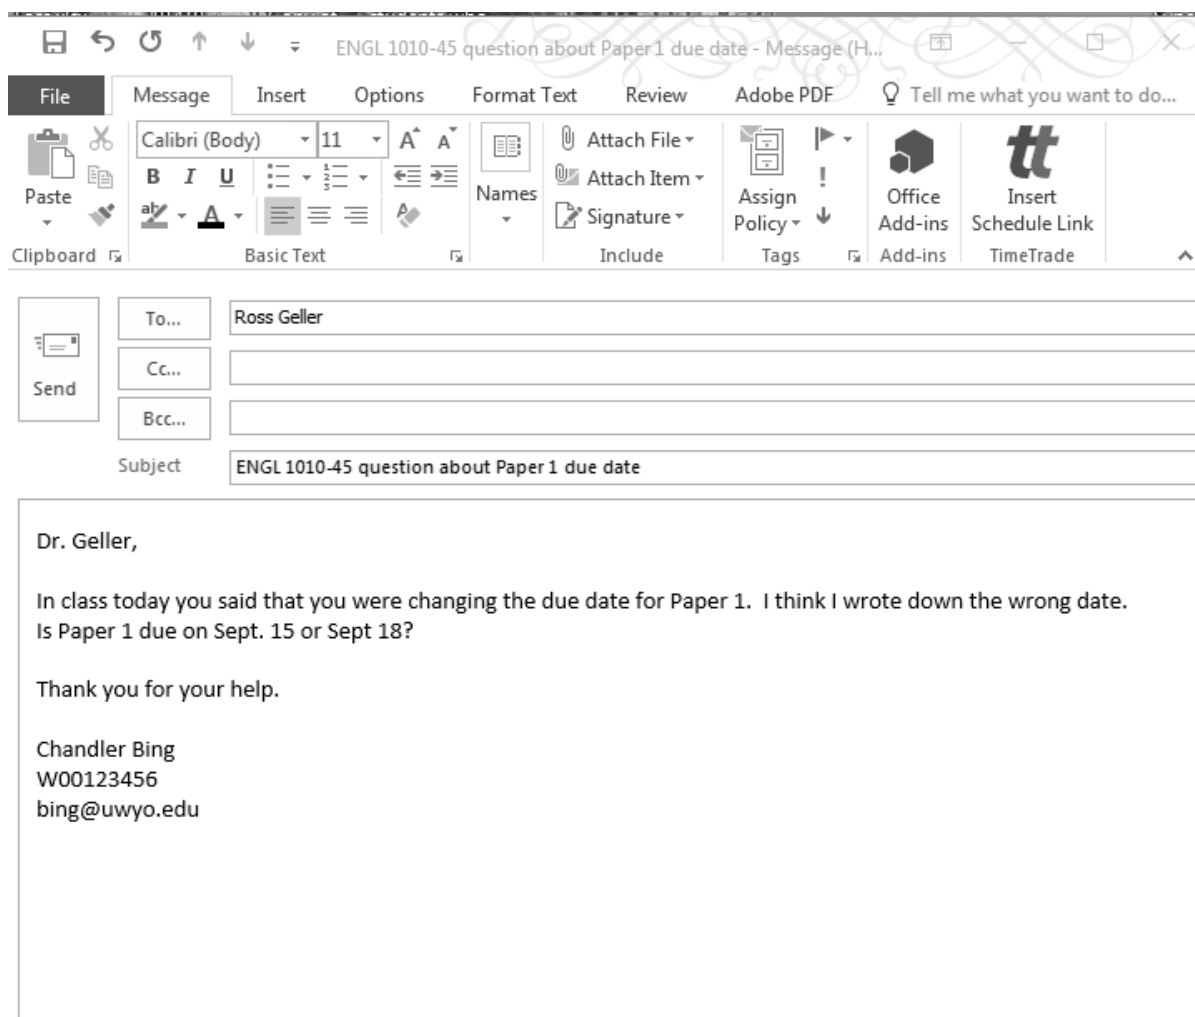 ENGL 1010-45 question about Paper 1 due date - Message (H...
File Message Insert Options Format Text Review Adobe PDF Tell me what you want to do...
Paste
Clipboard
Calibri (Body) 11
B I U
Basic Text
Names
Attach File
Attach Item
Signature
Include
Assign
Policy
Tags
Office
Add-ins
Add-ins
tt
Insert
Schedule Link
TimeTrade
Send
To... Ross Geller
Cc...
Bcc...
Subject ENGL 1010-45 question about Paper 1 due date
Dr. Geller,
In class today you said that you were changing the due date for Paper 1.  I think I wrote down the wrong date.
Is Paper 1 due on Sept. 15 or Sept 18?
Thank you for your help.
Chandler Bing
W00123456
bing@uwyo.edu